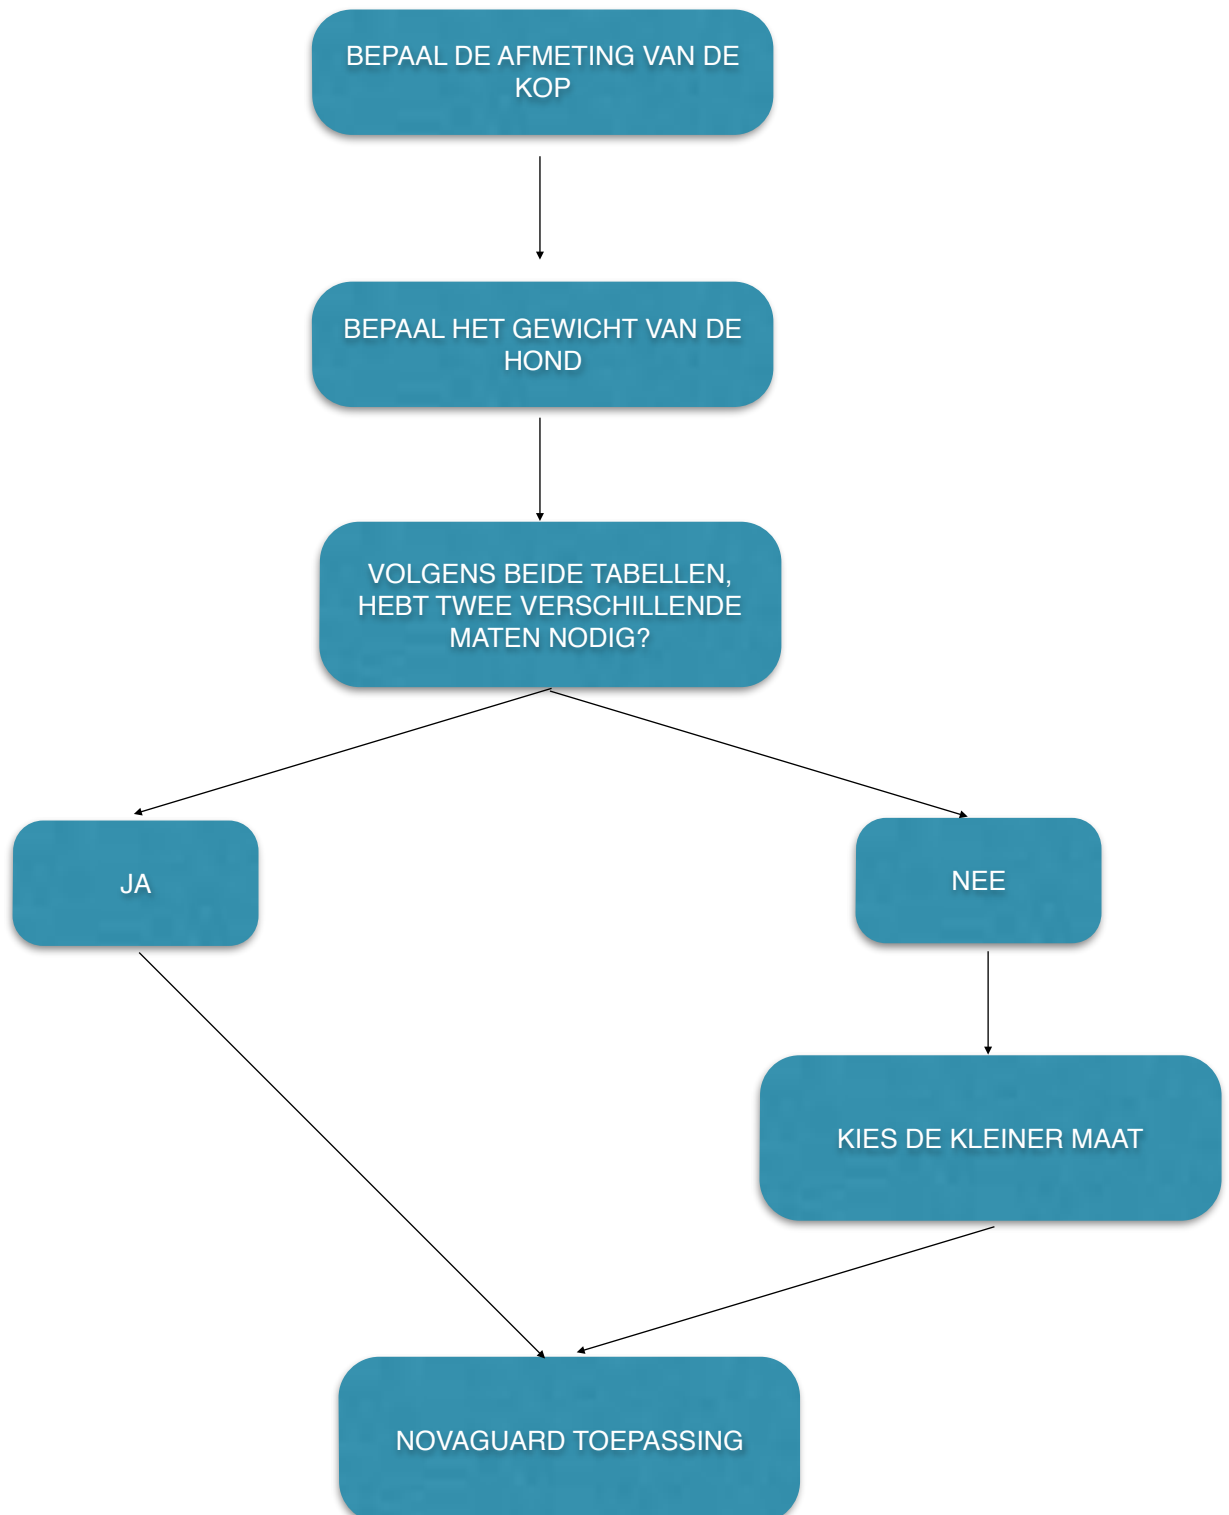 BEPAAL DE AFMETING VAN DE
KOP
BEPAAL HET GEWICHT VAN DE
HOND
VOLGENS BEIDE TABELLEN,
HEBT TWEE VERSCHILLENDE
MATEN NODIG?
JA
NEE
KIES DE KLEINER MAAT
NOVAGUARD TOEPASSING